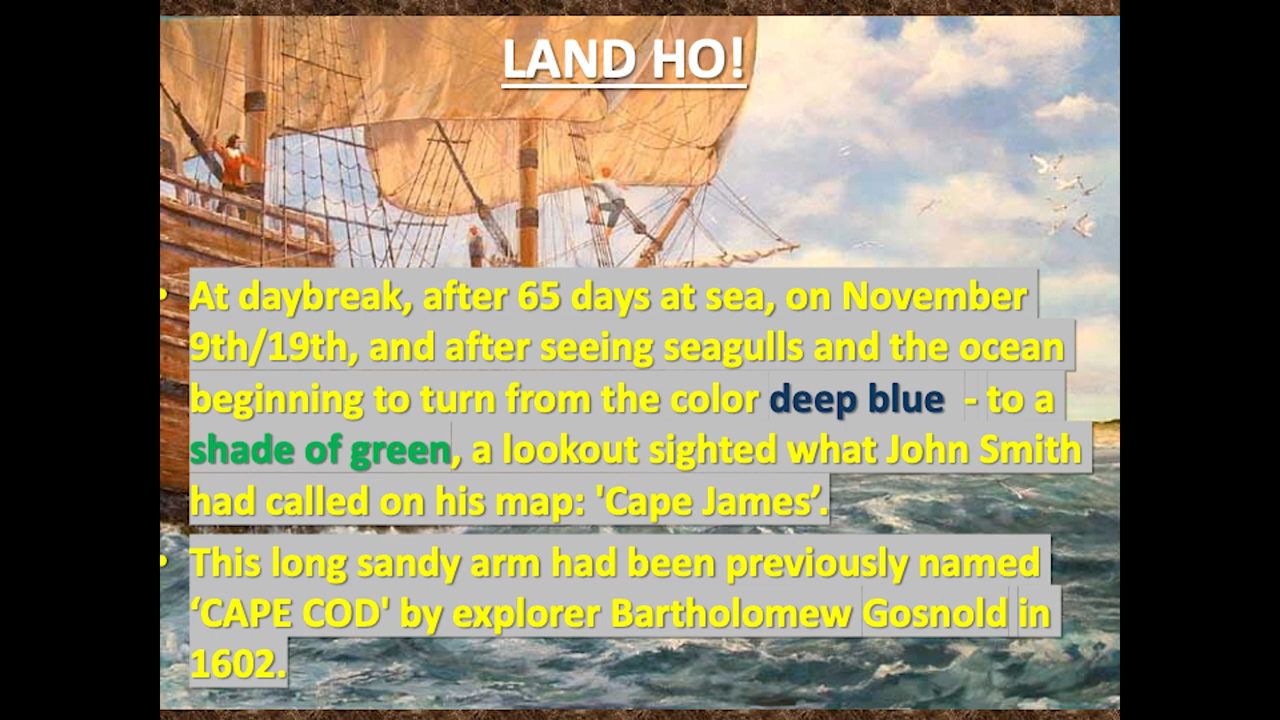 LAND HO!
• At daybreak, after 65 days at sea, on November
9th/19th, and after seeing seagulls and the ocean
beginning to turn from the color deep blue  - to a
shade of green, a lookout sighted what John Smith
had called on his map: 'Cape James’.
• This long sandy arm had been previously named
‘CAPE COD' by explorer Bartholomew Gosnold in
1602.